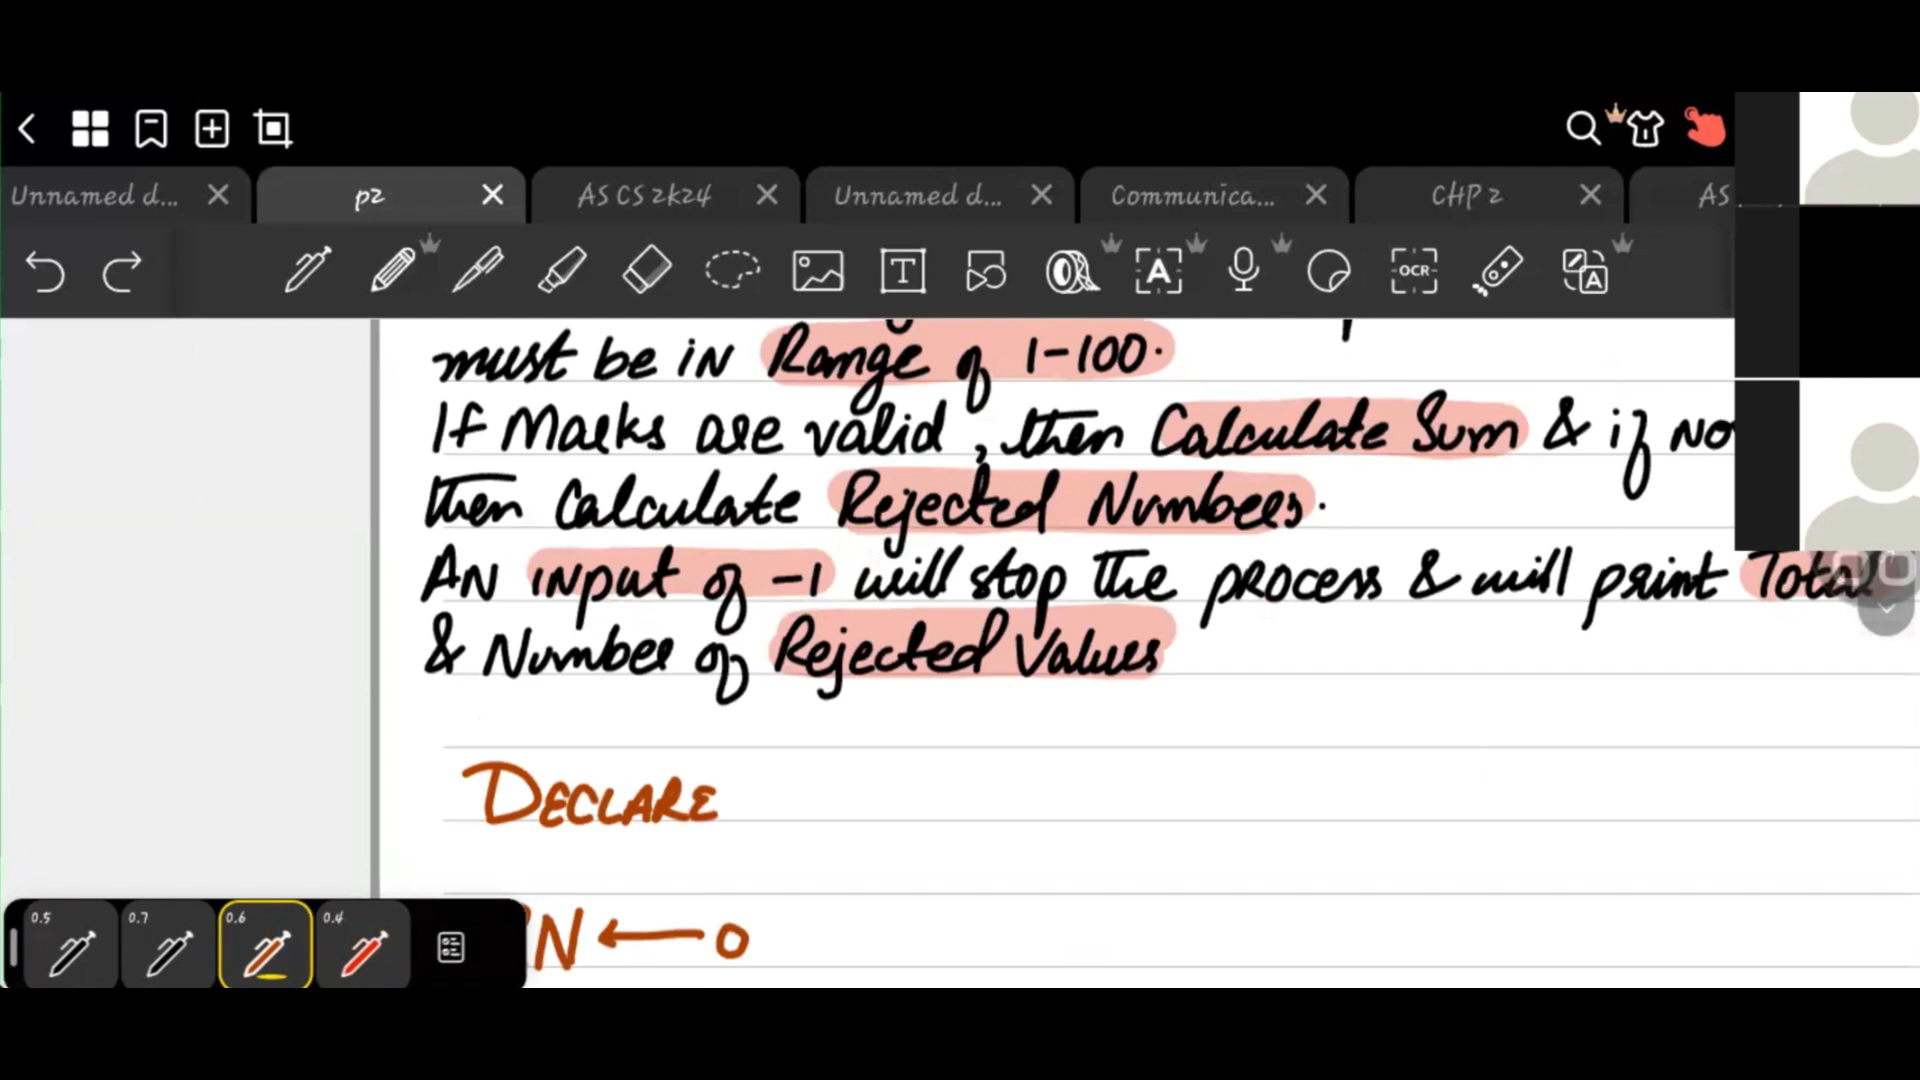 Unnamed d...
p2
AS CS 2k24
Unnamed d...
Communica...
CHP 2
AS
T
A
OCR
A
must be in Range of 1-100.
If Marks are valid, then Calculate Sum & if no
then Calculate Rejected Numbers.
An input of -1 will stop the process & will print Total
& Number of Rejected Values
DECLARE
0.5
0.7
0.6
0.4
N ← 0